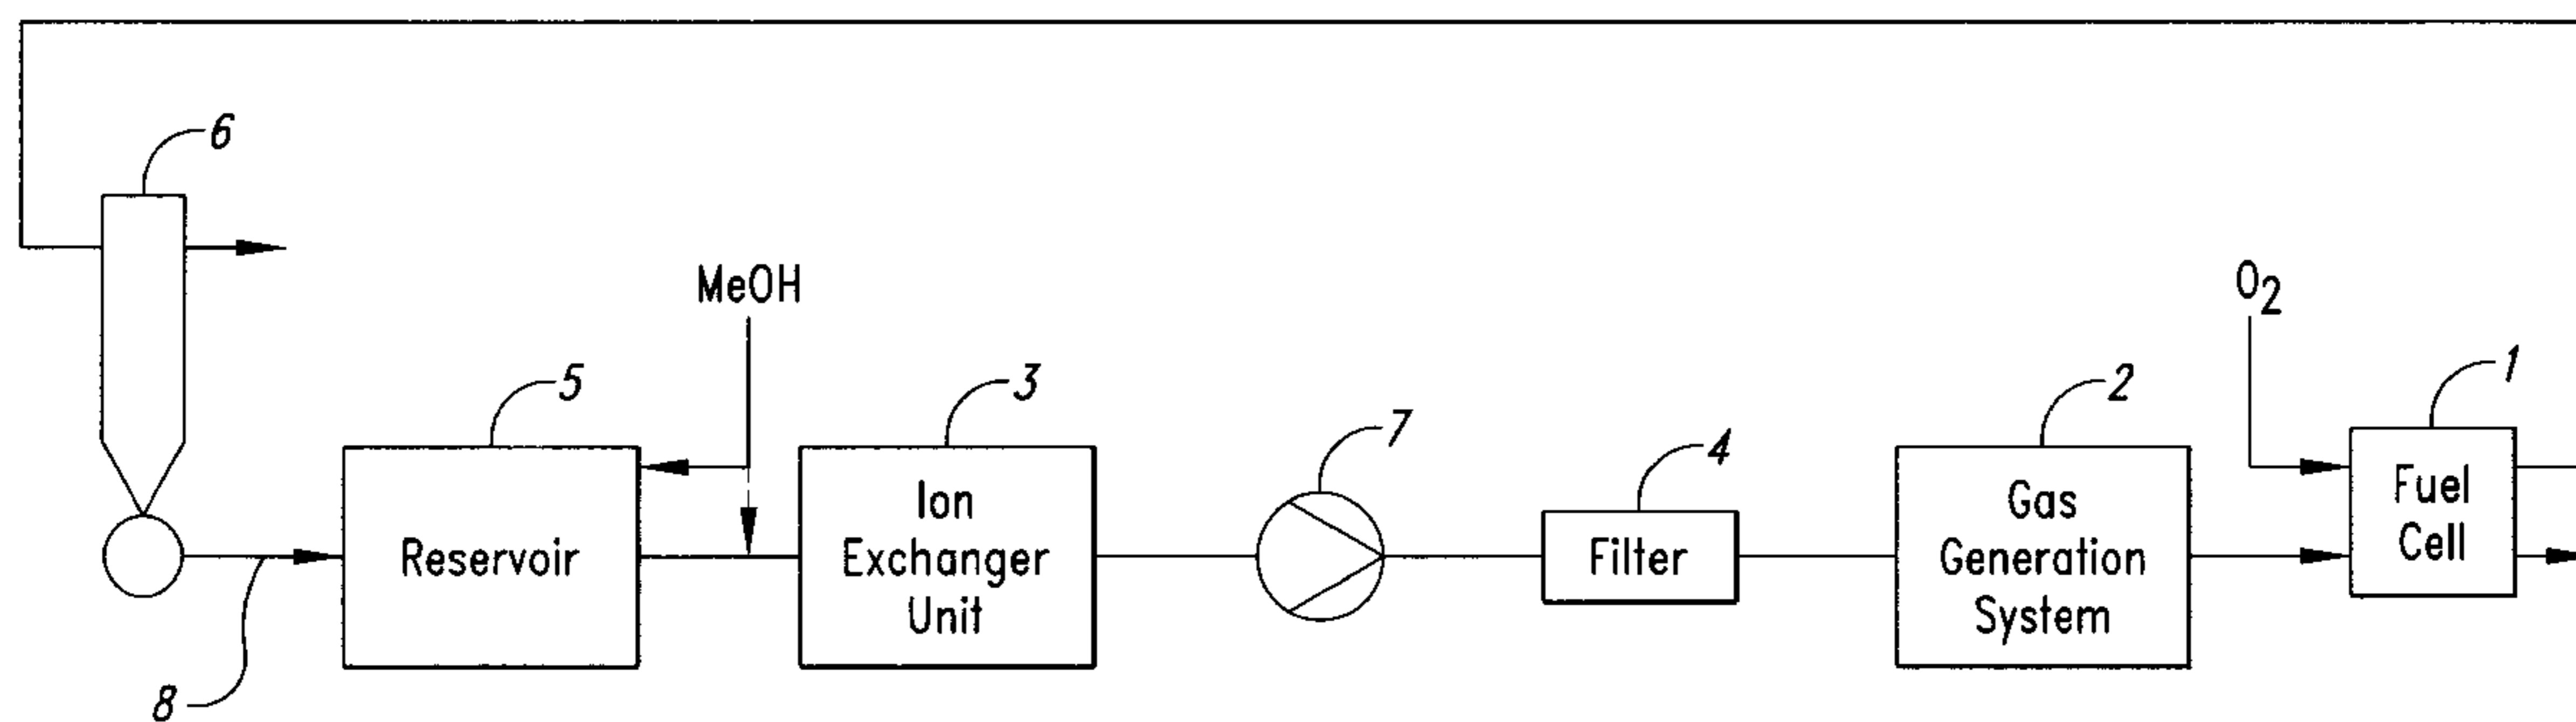 6
MeOH
O2
5
3
7
4
2
1
Reservoir
Ion
Exchanger
Unit
Filter
Gas
Generation
System
Fuel
Cell
8